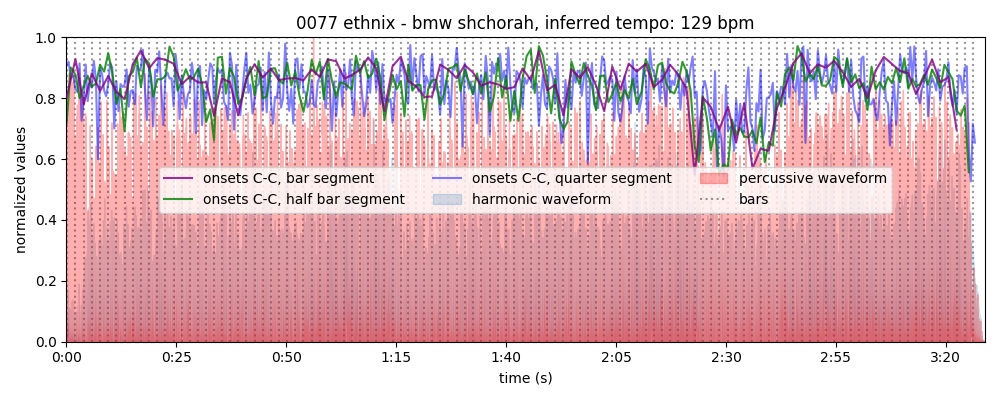 0077 ethnix - bmw shchorah, inferred tempo: 129 bpm
normalized values
1.0
0.8
0.6
0.4
0.2
0.0
onsets C-C, bar segment
onsets C-C, half bar segment
onsets C-C, quarter segment
harmonic waveform
percussive waveform
bars
0:00 0:25 0:50 1:15 1:40 2:05 2:30 2:55 3:20
time (s)